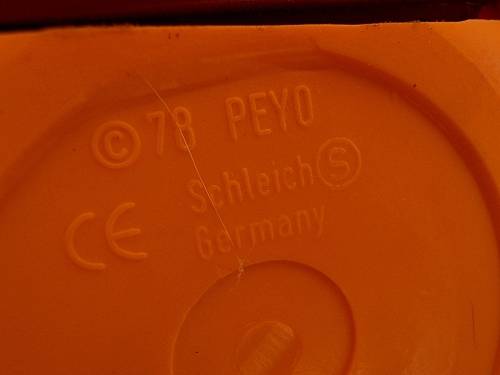 © 78 PEYO
Schleich Ⓢ
CE Germany